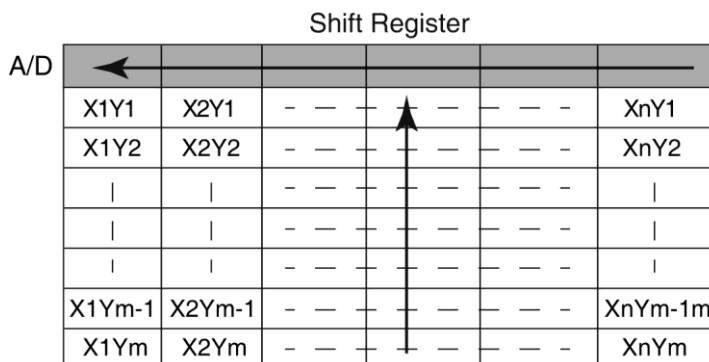 Shift Register
A/D
X1Y1 X2Y1 XnY1
X1Y2 X2Y2 XnY2
X1Ym-1 X2Ym-1 XnYm-1m
X1Ym X2Ym XnYm